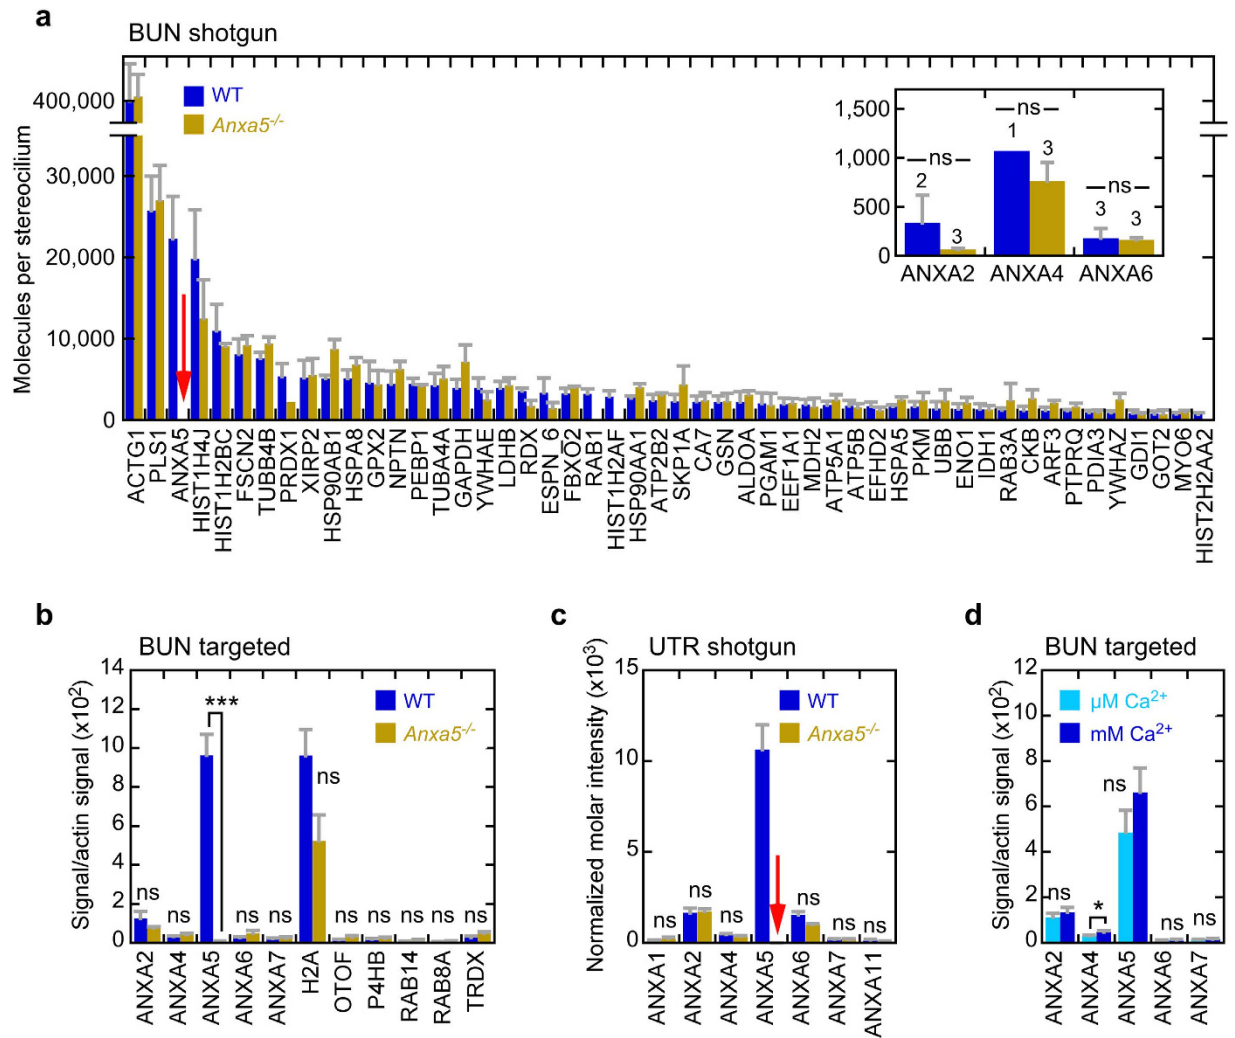 a
BUN shotgun
Molecules per stereocilium
400,000
30,000
20,000
10,000
0
WT
Anxa5-/-
1,500
1,000
500
0
ns
2
3
ns
1
3
ns
3
3
ANXA2
ANXA4
ANXA6
ACTG1
PLS1
ANXA5
HIST1H4J
HIST1H2BC
FSCN2
TUBB4B
PRDX1
XIRP2
HSP90AB1
HSPA8
GPX2
NPTN
PEBP1
TUBA4A
GAPDH
YWHAE
LDHB
RDX
ESPN_6
FBXO2
RAB1
HIST1H2AF
HSP90AA1
ATP2B2
SKP1A
CA7
GSN
ALDOA
PGAM1
EEF1A1
MDH2
ATP5A1
ATP5B
EFHD2
HSPA5
PKM
UBB
ENO1
IDH1
RAB3A
CKB
ARF3
PTPRQ
PDIA3
YWHAZ
GDI1
GOT2
MYO6
HIST2H2AA2
b
BUN targeted
Signal/actin signal (x10²)
14
12
10
8
6
4
2
0
WT
Anxa5-/-
ns
ns
***
ns
ns
ns
ns
ns
ns
ns
ns
ANXA2
ANXA4
ANXA5
ANXA6
ANXA7
H2A
OTOF
P4HB
RAB14
RAB8A
TRDX
c
UTR shotgun
Normalized molar intensity (x10³)
15
10
5
0
WT
Anxa5-/-
ns
ns
ns
ns
ns
ns
ANXA1
ANXA2
ANXA4
ANXA5
ANXA6
ANXA7
ANXA11
d
BUN targeted
Signal/actin signal (x10²)
12
10
8
6
4
2
0
µM Ca²⁺
mM Ca²⁺
ns
*
ns
ns
ns
ANXA2
ANXA4
ANXA5
ANXA6
ANXA7